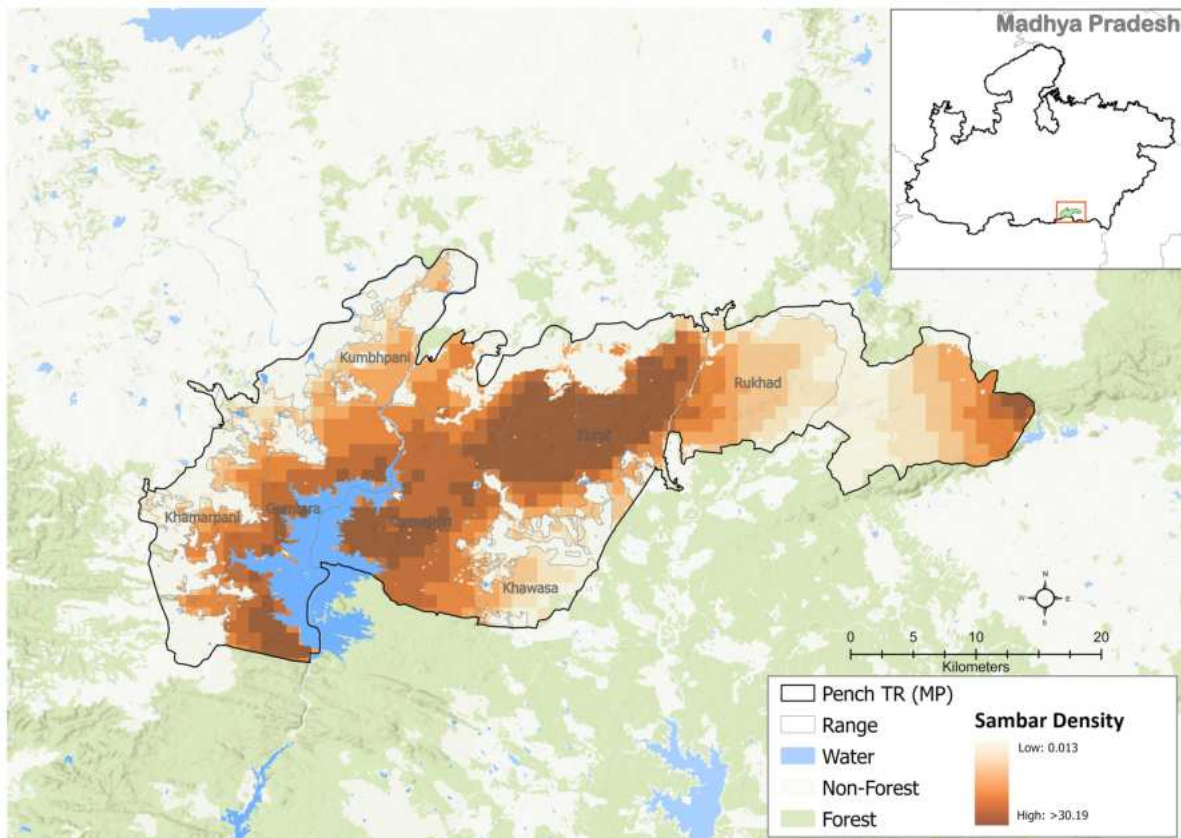 Madhya Pradesh
Kumbhpani
Rukhad
Khamarpani
Gumtara
Khawasa
N
W E
S
0 5 10 20
Kilometers
Pench TR (MP)
Range
Water
Non-Forest
Forest
Sambar Density
Low: 0.013
High: >30.19